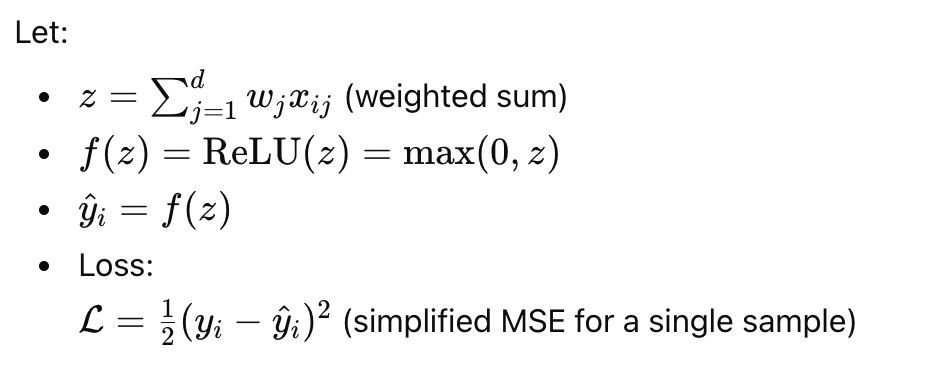 Let:
• z = ∑_{j=1}^{d} w_j x_{ij} (weighted sum)
• f(z) = ReLU(z) = max(0, z)
• ŷ_i = f(z)
• Loss:
ℒ = \frac{1}{2}(y_i − ŷ_i)² (simplified MSE for a single sample)